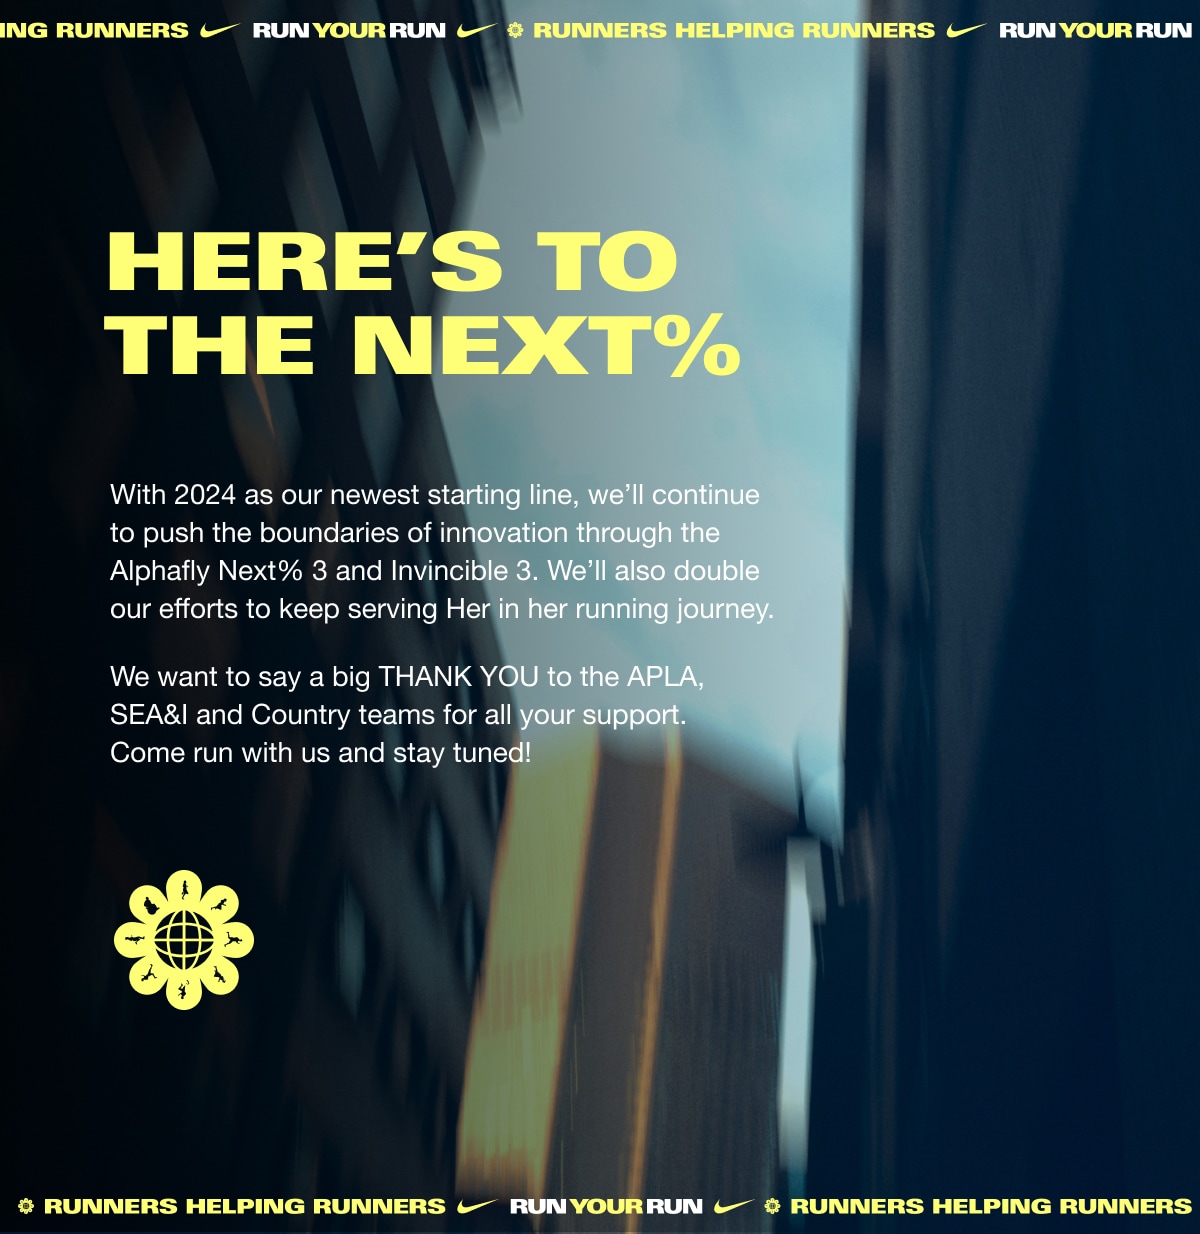 ING RUNNERS RUN YOUR RUN RUNNERS HELPING RUNNERS RUN YOUR RUN
HERE’S TO
THE NEXT%
With 2024 as our newest starting line, we’ll continue
to push the boundaries of innovation through the
Alphafly Next% 3 and Invincible 3. We’ll also double
our efforts to keep serving Her in her running journey.
We want to say a big THANK YOU to the APLA,
SEA&I and Country teams for all your support.
Come run with us and stay tuned!
RUNNERS HELPING RUNNERS RUN YOUR RUN RUNNERS HELPING RUNNERS